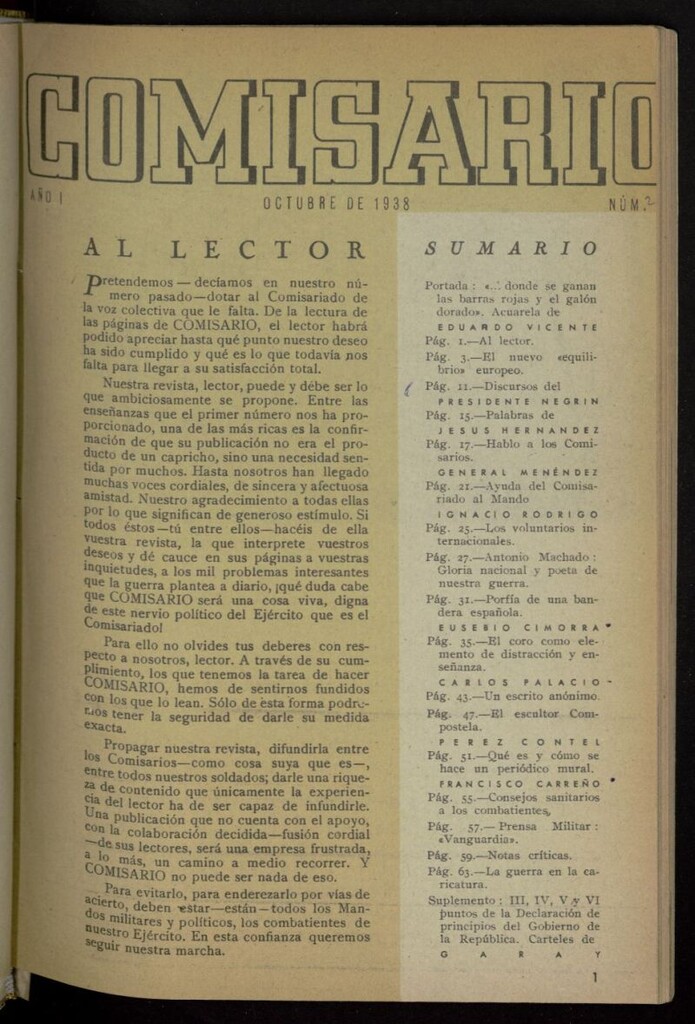 COMISARIO
AÑO I
OCTUBRE DE 1938
NÚM. 2
AL LECTOR
Pretendemos — decíamos en nuestro nú-
mero pasado—dotar al Comisariado de
la voz colectiva que le falta. De la lectura de
las páginas de COMISARIO, el lector habrá
podido apreciar hasta qué punto nuestro deseo
ha sido cumplido y qué es lo que todavía nos
falta para llegar a su satisfacción total.
Nuestra revista, lector, puede y debe ser lo
que ambiciosamente se propone. Entre las
enseñanzas que el primer número nos ha pro-
porcionado, una de las más ricas es la confir-
mación de que su publicación no era el pro-
ducto de un capricho, sino una necesidad sen-
tida por muchos. Hasta nosotros han llegado
muchas voces cordiales, de sincera y afectuosa
amistad. Nuestro agradecimiento a todas ellas
por lo que significan de generoso estímulo. Si
todos éstos—tú entre ellos—hacéis de ella
vuestra revista, la que interprete vuestros
deseos y dé cauce en sus páginas a vuestras
inquietudes, a los mil problemas interesantes
que la guerra plantea a diario, ¡qué duda cabe
que COMISARIO será una cosa viva, digna
de este nervio político del Ejército que es el
Comisariado!
Para ello no olvides tus deberes con res-
pecto a nosotros, lector. A través de su cum-
plimiento, los que tenemos la tarea de hacer
COMISARIO, hemos de sentirnos fundidos
con los que lo lean. Sólo de esta forma podre-
mos tener la seguridad de darle su medida
exacta.
Propagar nuestra revista, difundirla entre
los Comisarios—como cosa suya que es—,
entre todos nuestros soldados; darle una rique-
za de contenido que únicamente la experien-
cia del lector ha de ser capaz de infundirle.
Una publicación que no cuenta con el apoyo,
con la colaboración decidida—fusión cordial
—de sus lectores, será una empresa frustrada,
a lo más, un camino a medio recorrer. Y
COMISARIO no puede ser nada de eso.
Para evitarlo, para enderezarlo por vías de
acierto, deben estar—están—todos los Man-
dos militares y políticos, los combatientes de
nuestro Ejército. En esta confianza queremos
seguir nuestra marcha.
SUMARIO
Portada: «... donde se ganan
las barras rojas y el galón
dorado». Acuarela de
EDUARDO VICENTE
Pág. 1.—Al lector.
Pág. 3.—El nuevo «equili-
brio» europeo.
Pág. 11.—Discursos del
PRESIDENTE NEGRIN
Pág. 15.—Palabras de
JESUS HERNANDEZ
Pág. 17.—Hablo a los Comi-
sarios.
GENERAL MENÉNDEZ
Pág. 21.—Ayuda del Comisa-
riado al Mando
IGNACIO RODRIGO
Pág. 25.—Los voluntarios in-
ternacionales.
Pág. 27.—Antonio Machado:
Gloria nacional y poeta de
nuestra guerra.
Pág. 31.—Porfía de una ban-
dera española.
EUSEBIO CIMORRA
Pág. 35.—El coro como ele-
mento de distracción y en-
señanza.
CARLOS PALACIO
Pág. 43.—Un escrito anónimo.
Pág. 47.—El escultor Com-
postela.
PEREZ CONTEL
Pág. 51.—Qué es y cómo se
hace un periódico mural.
FRANCISCO CARREÑO
Pág. 55.—Consejos sanitarios
a los combatientes.
Pág. 57.—Prensa Militar:
«Vanguardia».
Pág. 59.—Notas críticas.
Pág. 63.—La guerra en la ca-
ricatura.
Suplemento: III, IV, V y VI
puntos de la Declaración de
principios del Gobierno de
la República. Carteles de
GARAY
1